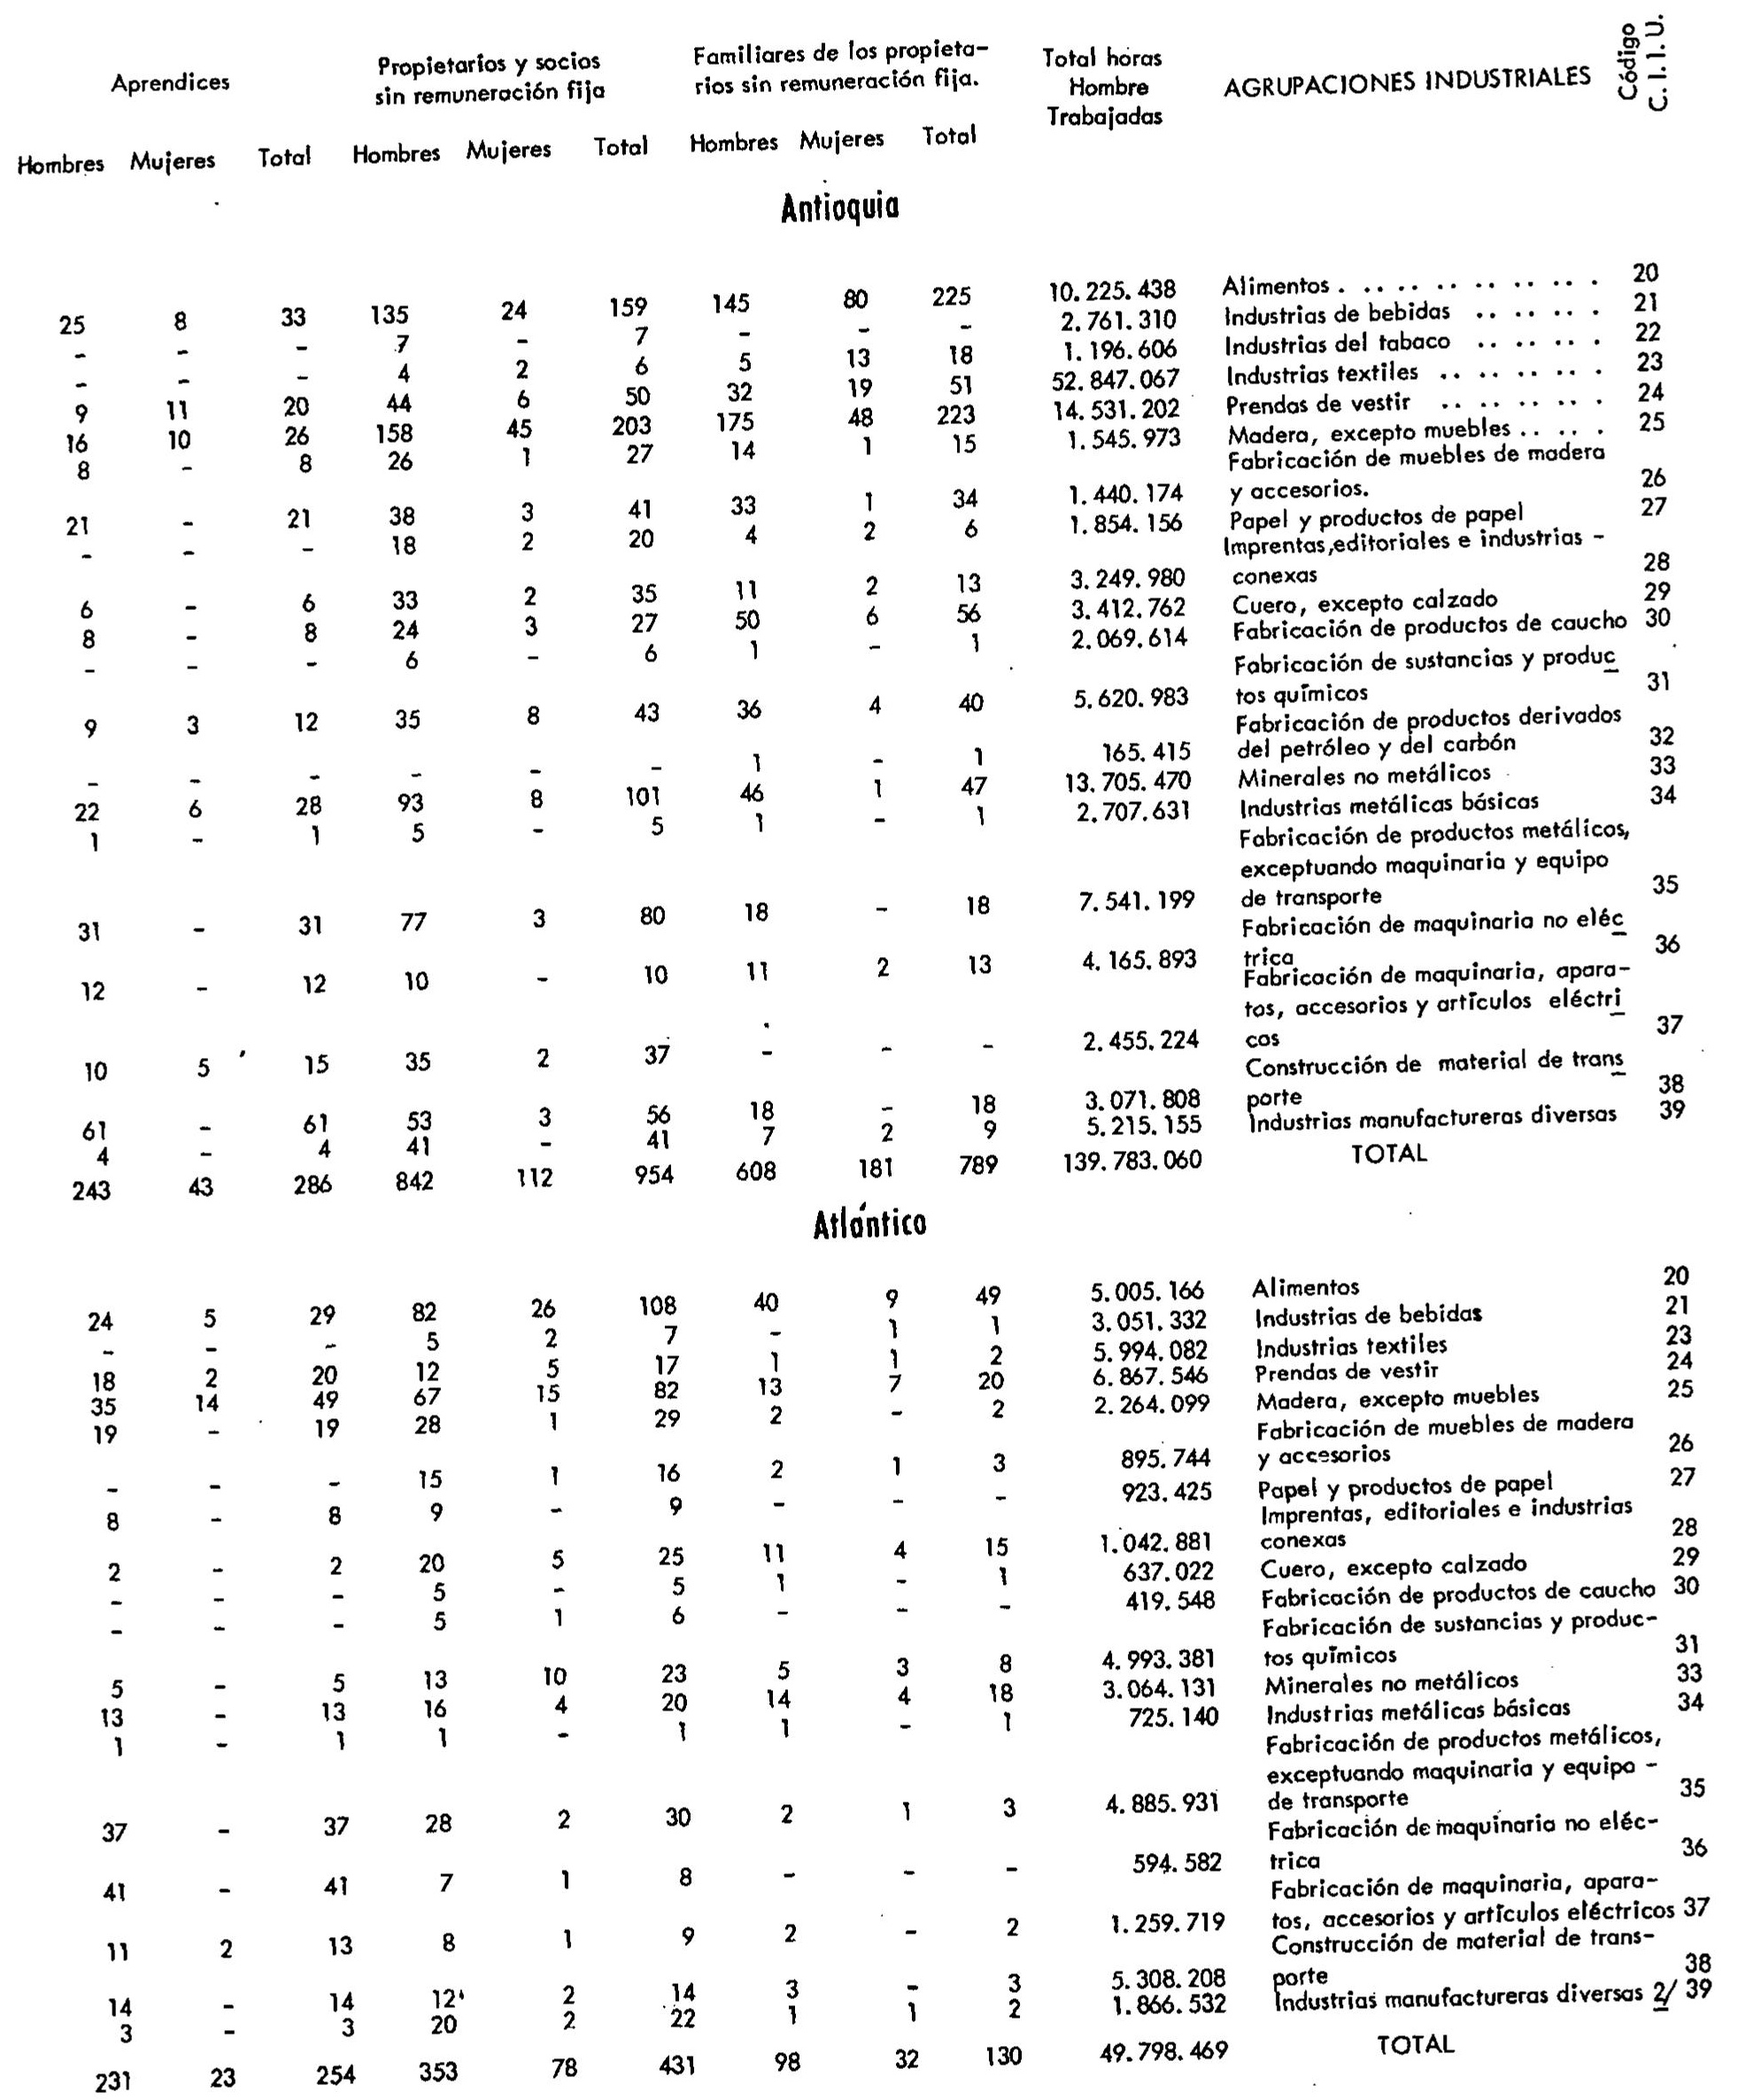 Aprendices Propietarios y socios sin remuneración fija Familiares de los propieta- rios sin remuneración fija. Total horas Hombre Trabajadas AGRUPACIONES INDUSTRIALES Código C.I.I.U.
Hombres Mujeres Total Hombres Mujeres Total Hombres Mujeres Total
Antioquia
25 8 33 135 24 159 145 80 225 10.225.438 Alimentos . .. .. .. .. .. .. . 20
- - - 7 - 7 - - - 2.761.310 Industrias de bebidas .. .. .. . 21
- - - 4 2 6 5 13 18 1.196.606 Industrias del tabaco .. .. .. . 22
9 11 20 44 6 50 32 19 51 52.847.067 Industrias textiles .. .. .. .. . 23
16 10 26 158 45 203 175 48 223 14.531.202 Prendas de vestir .. .. .. .. . 24
8 - 8 26 1 27 14 1 15 1.545.973 Madera, excepto muebles .. .. . 25
Fabricación de muebles de madera
21 - 21 38 3 41 33 1 34 1.440.174 y accesorios. 26
- - - 18 2 20 4 2 6 1.854.156 Papel y productos de papel 27
Imprentas,editoriales e industrias -
6 - 6 33 2 35 11 2 13 3.249.980 conexas 28
8 - 8 24 3 27 50 6 56 3.412.762 Cuero, excepto calzado 29
- - - 6 - 6 1 - 1 2.069.614 Fabricación de productos de caucho 30
Fabricación de sustancias y produc
9 3 12 35 8 43 36 4 40 5.620.983 tos químicos 31
Fabricación de productos derivados
- - - - - - 1 - 1 165.415 del petróleo y del carbón 32
22 6 28 93 8 101 46 1 47 13.705.470 Minerales no metálicos 33
1 - 1 5 - 5 1 - 1 2.707.631 Industrias metálicas básicas 34
Fabricación de productos metálicos,
exceptuando maquinaria y equipo
31 - 31 77 3 80 18 - 18 7.541.199 de transporte 35
Fabricación de maquinaria no eléc
12 - 12 10 - 10 11 2 13 4.165.893 trica 36
Fabricación de maquinaria, apara-
tos, accesorios y artículos eléctri
10 5 15 35 2 37 - - - 2.455.224 cos 37
Construcción de material de trans
61 - 61 53 3 56 18 - 18 3.071.808 porte 38
4 - 4 41 - 41 7 2 9 5.215.155 Industrias manufactureras diversas 39
243 43 286 842 112 954 608 181 789 139.783.060 TOTAL
Atlántico
24 5 29 82 26 108 40 9 49 5.005.166 Alimentos 20
- - - 5 2 7 - 1 1 3.051.332 Industrias de bebidas 21
18 2 20 12 5 17 1 1 2 5.994.082 Industrias textiles 23
35 14 49 67 15 82 13 7 20 6.867.546 Prendas de vestir 24
19 - 19 28 1 29 2 - 2 2.264.099 Madera, excepto muebles 25
Fabricación de muebles de madera
- - - 15 1 16 2 1 3 895.744 y accesorios 26
8 - 8 9 - 9 - - - 923.425 Papel y productos de papel 27
Imprentas, editoriales e industrias
2 - 2 20 5 25 11 4 15 1.042.881 conexas 28
- - - 5 - 5 1 - 1 637.022 Cuero, excepto calzado 29
- - - 5 1 6 - - - 419.548 Fabricación de productos de caucho 30
Fabricación de sustancias y produc-
5 - 5 13 10 23 5 3 8 4.993.381 tos químicos 31
13 - 13 16 4 20 14 4 18 3.064.131 Minerales no metálicos 33
1 - 1 1 - 1 1 - 1 725.140 Industrias metálicas básicas 34
Fabricación de productos metálicos,
exceptuando maquinaria y equipo -
37 - 37 28 2 30 2 1 3 4.885.931 de transporte 35
Fabricación de maquinaria no eléc-
41 - 41 7 1 8 - - - 594.582 trica 36
Fabricación de maquinaria, apara-
11 2 13 8 1 9 2 - 2 1.259.719 tos, accesorios y artículos eléctricos 37
Construcción de material de trans-
14 - 14 12 2 14 3 - 3 5.308.208 porte 38
3 - 3 20 2 22 1 1 2 1.866.532 Industrias manufactureras diversas 2/ 39
231 23 254 353 78 431 98 32 130 49.798.469 TOTAL